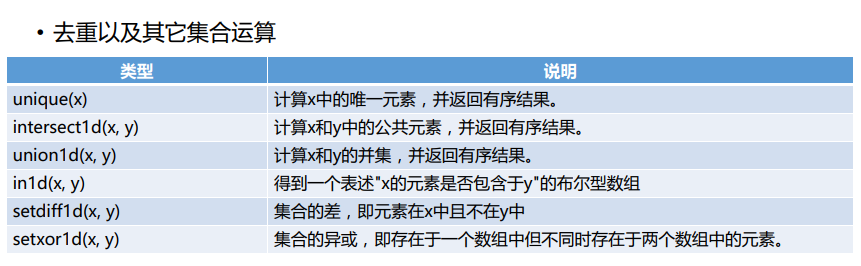 • 去重以及其它集合运算
类型 说明
unique(x) 计算x中的唯一元素，并返回有序结果。
intersect1d(x, y) 计算x和y中的公共元素，并返回有序结果。
union1d(x, y) 计算x和y的并集，并返回有序结果。
in1d(x, y) 得到一个表述"x的元素是否包含于y"的布尔型数组
setdiff1d(x, y) 集合的差，即元素在x中且不在y中
setxor1d(x, y) 集合的异或，即存在于一个数组中但不同时存在于两个数组中的元素。